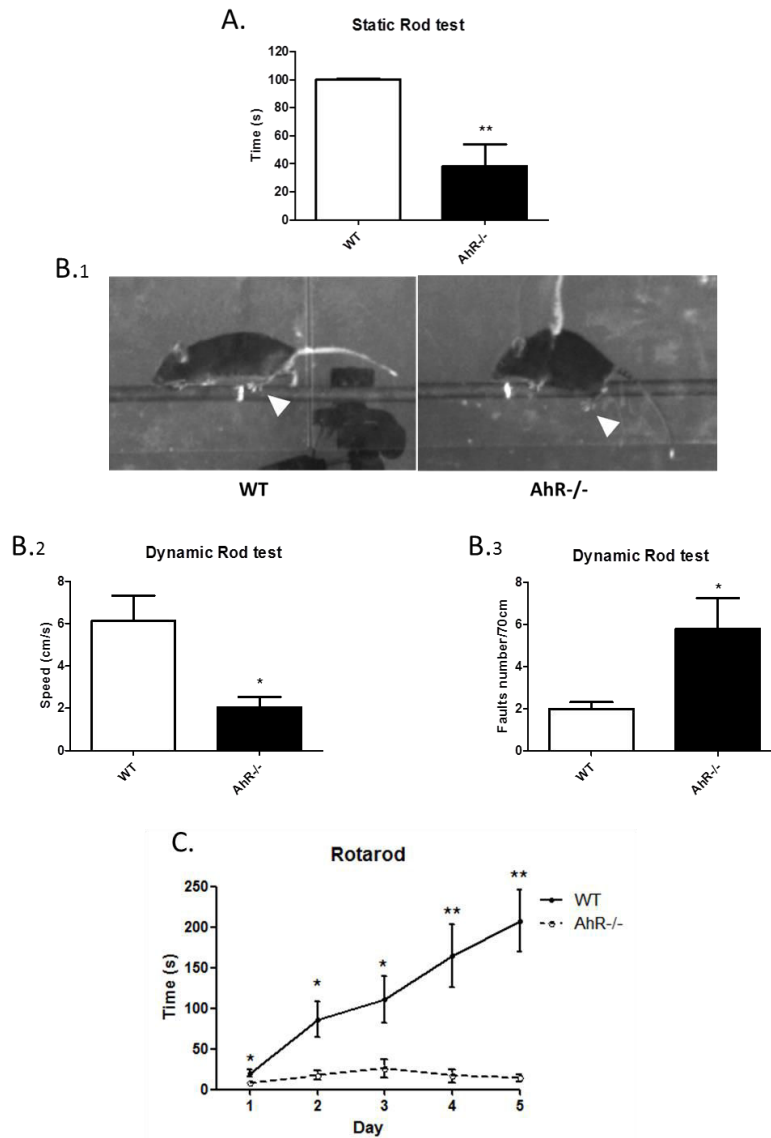 A.
Static Rod test
Time (s)
120
100
80
60
40
20
0
**
WT
AhR-/-
B.1
WT
AhR-/-
B.2
Dynamic Rod test
Speed (cm/s)
8
6
4
2
0
*
WT
AhR-/-
B.3
Dynamic Rod test
Faults number/70cm
8
6
4
2
0
*
WT
AhR-/-
C.
Rotarod
Time (s)
250
200
150
100
50
0
*
*
*
**
**
WT
AhR-/-
1 2 3 4 5
Day